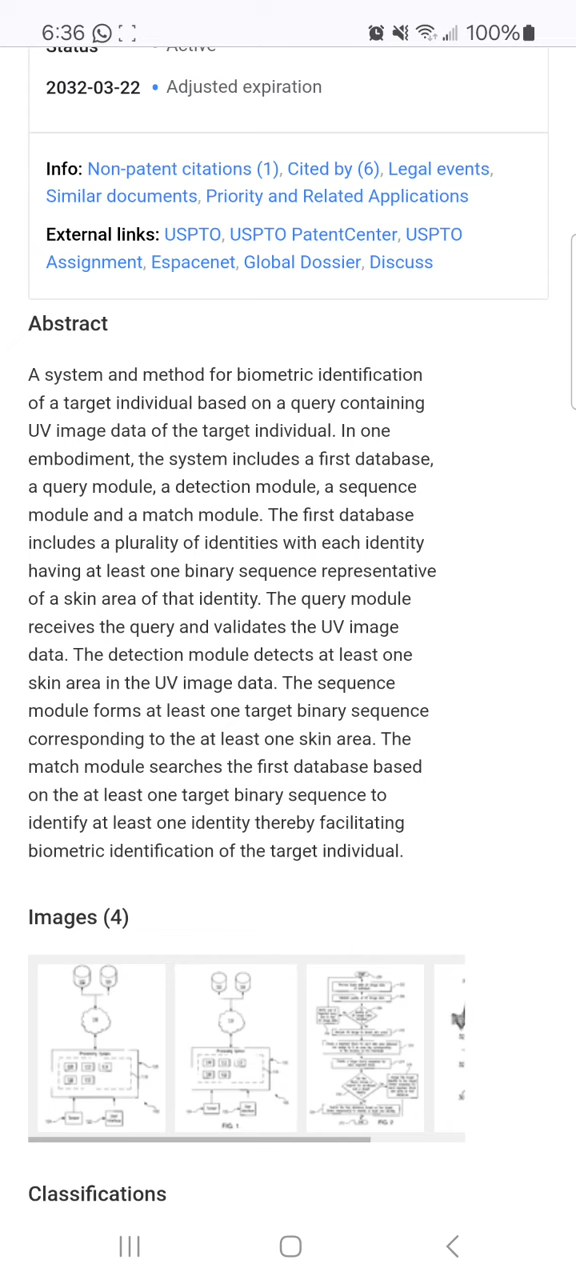 6:36
100%
Status • Active
2032-03-22 • Adjusted expiration
Info: Non-patent citations (1), Cited by (6), Legal events,
Similar documents, Priority and Related Applications
External links: USPTO, USPTO PatentCenter, USPTO
Assignment, Espacenet, Global Dossier, Discuss
Abstract
A system and method for biometric identification
of a target individual based on a query containing
UV image data of the target individual. In one
embodiment, the system includes a first database,
a query module, a detection module, a sequence
module and a match module. The first database
includes a plurality of identities with each identity
having at least one binary sequence representative
of a skin area of that identity. The query module
receives the query and validates the UV image
data. The detection module detects at least one
skin area in the UV image data. The sequence
module forms at least one target binary sequence
corresponding to the at least one skin area. The
match module searches the first database based
on the at least one target binary sequence to
identify at least one identity thereby facilitating
biometric identification of the target individual.
Images (4)
FIG. 1
FIG. 2
Classifications